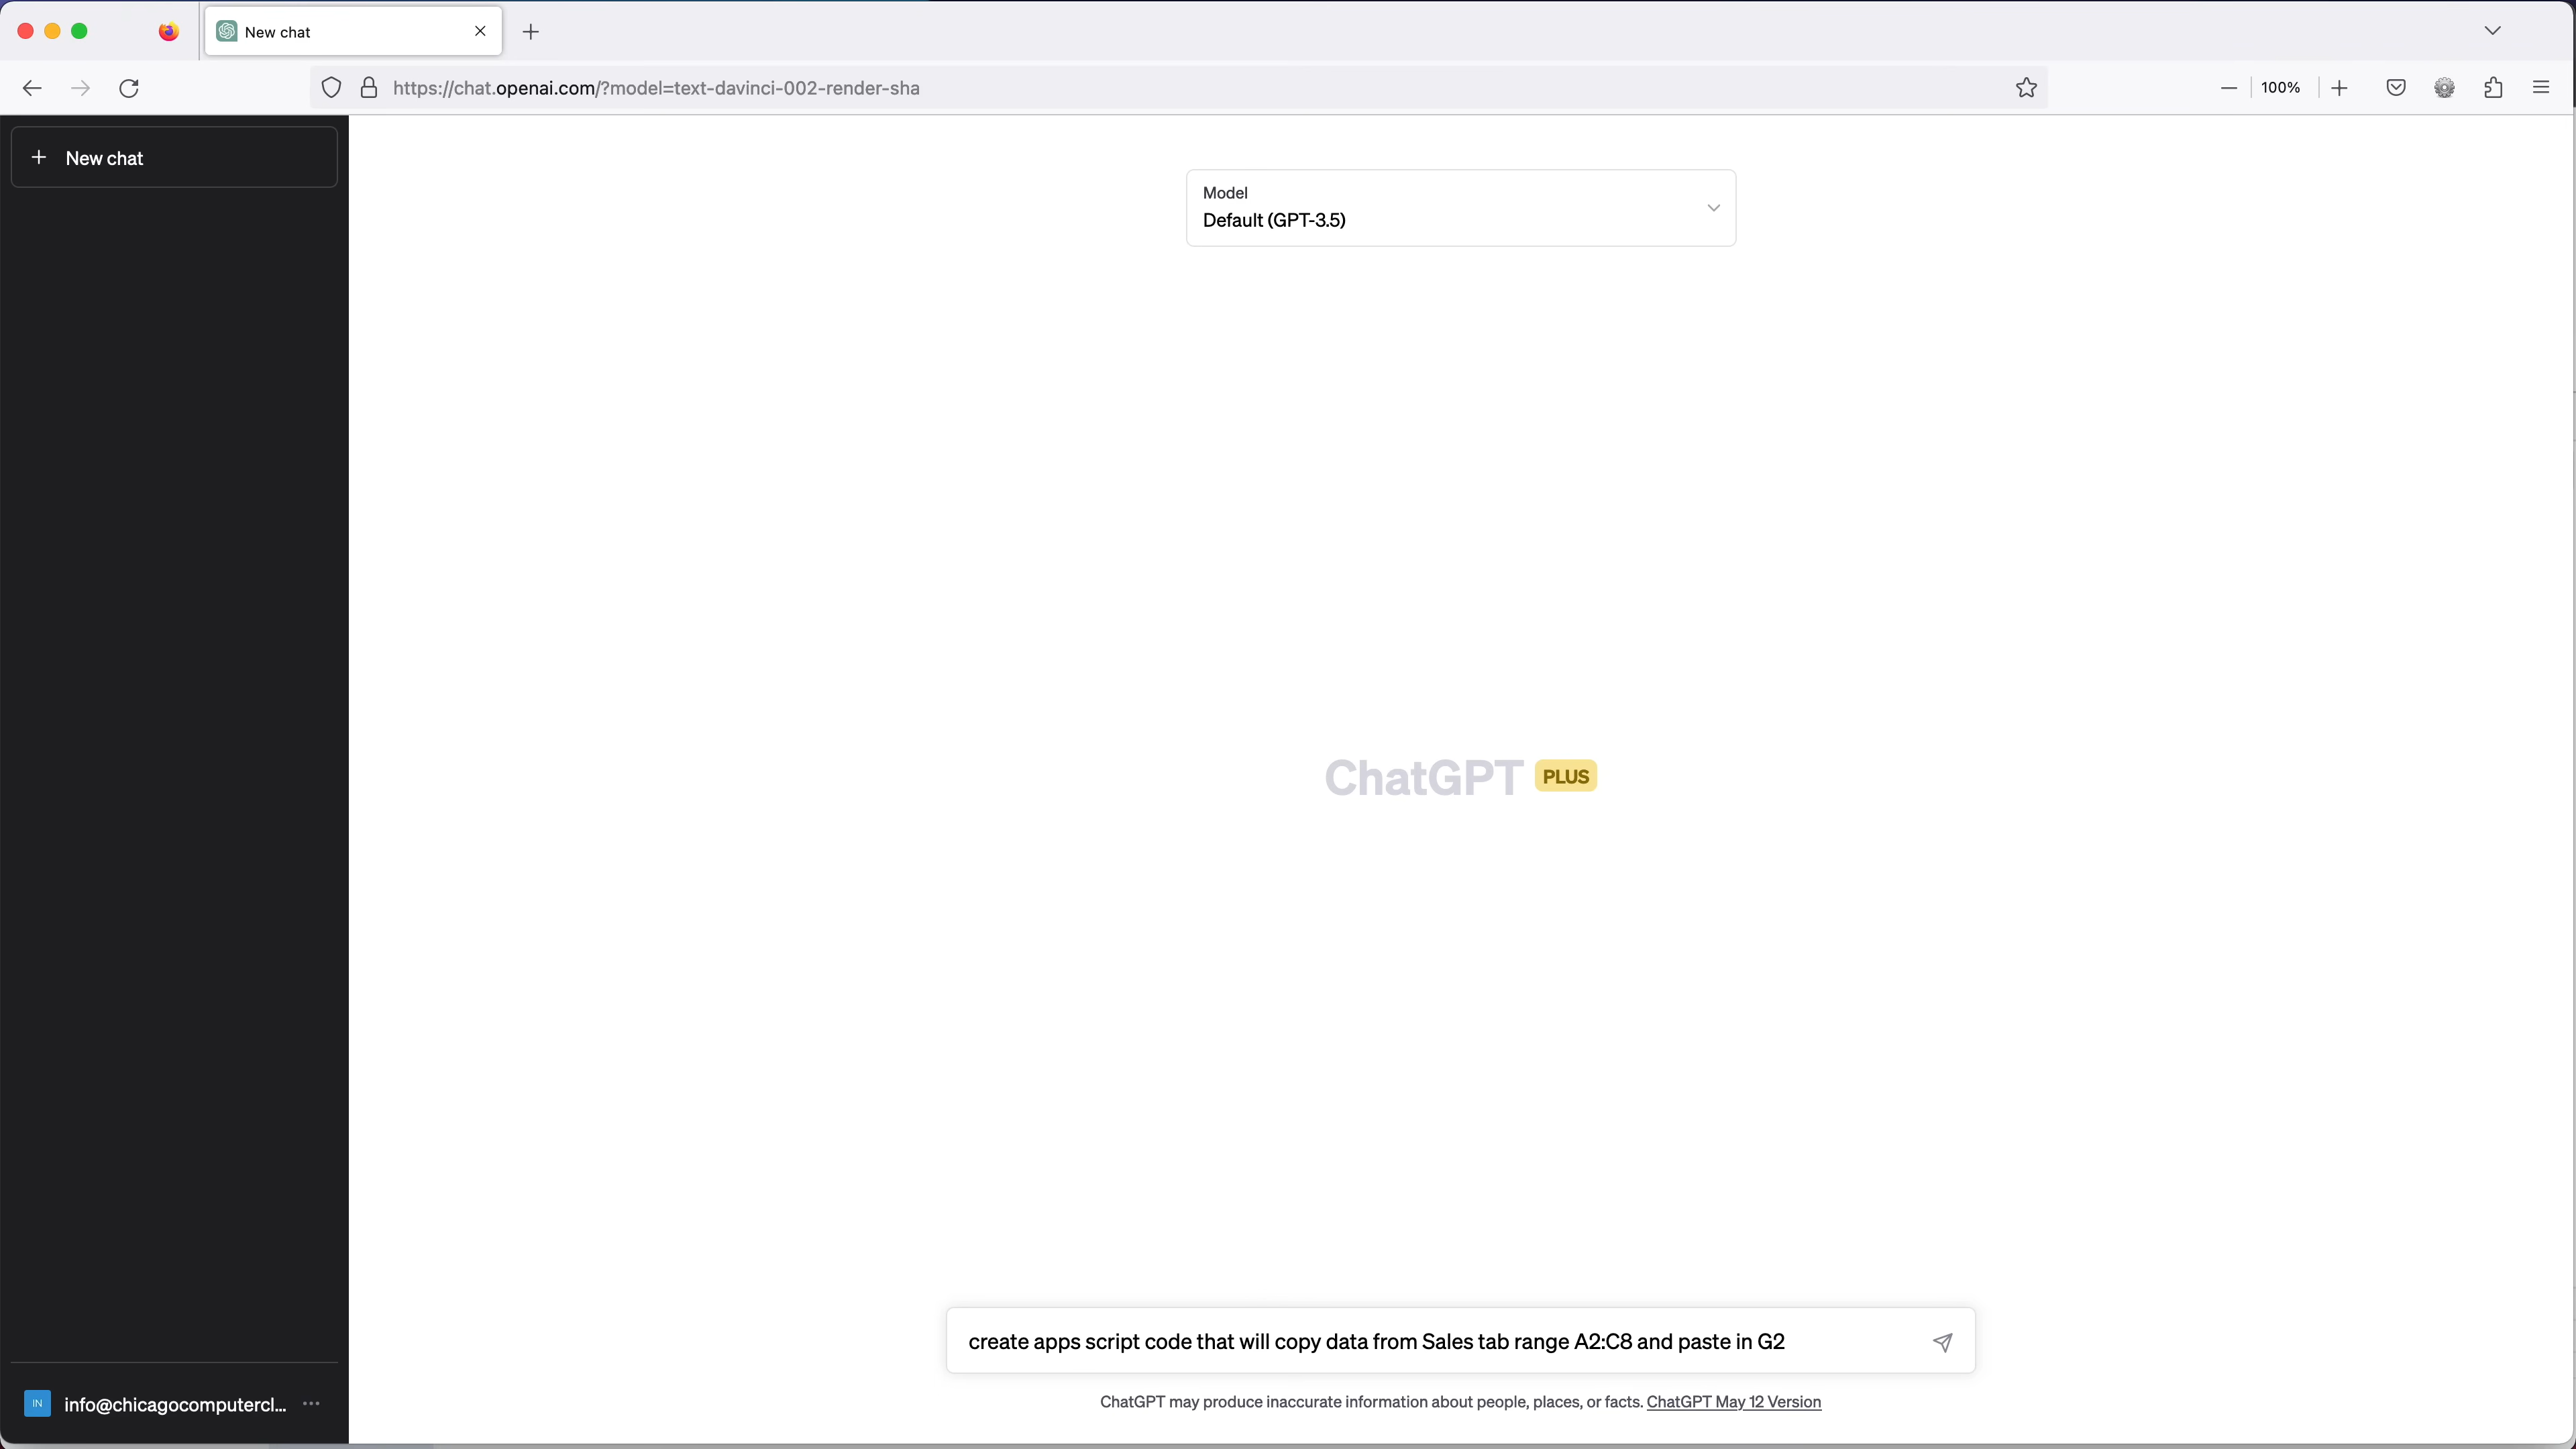 New chat
https://chat.openai.com/?model=text-davinci-002-render-sha
100%
New chat
Model
Default (GPT-3.5)
ChatGPT PLUS
create apps script code that will copy data from Sales tab range A2:C8 and paste in G2
IN
info@chicagocomputercl...
ChatGPT may produce inaccurate information about people, places, or facts. ChatGPT May 12 Version